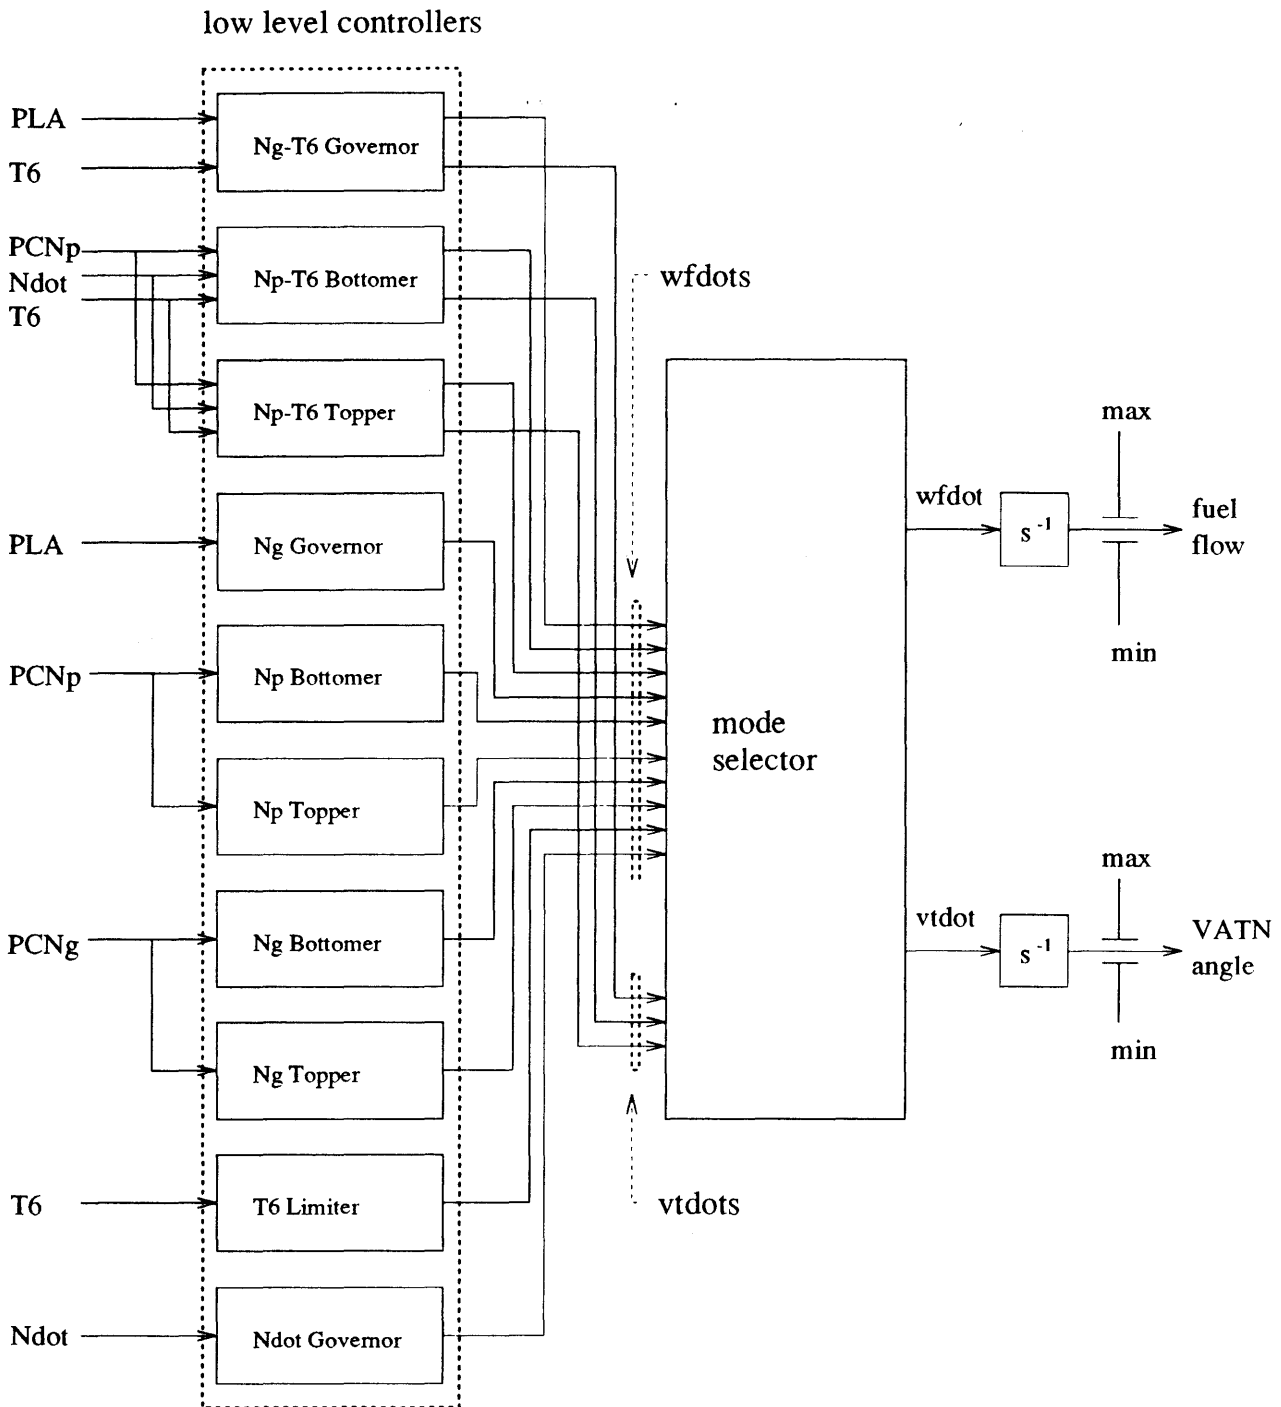 low level controllers
PLA
T6
Ng-T6 Governor
PCNp
Ndot
T6
Np-T6 Bottomer
wfdots
Np-T6 Topper
PLA
Ng Governor
PCNp
Np Bottomer
Np Topper
PCNg
Ng Bottomer
Ng Topper
T6
T6 Limiter
Ndot
Ndot Governor
vtdots
mode
selector
wfdot
s⁻¹
max
min
fuel
flow
vtdot
s⁻¹
max
min
VATN
angle